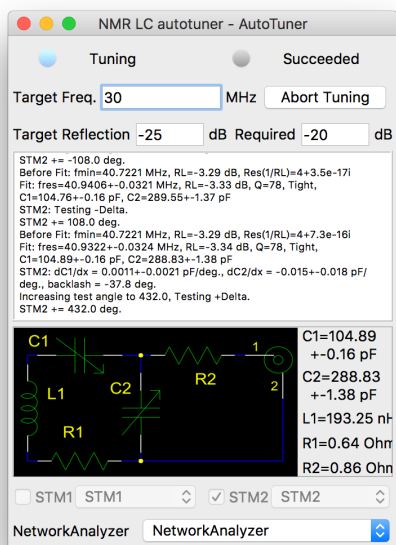 NMR LC autotuner - AutoTuner
Tuning
Succeeded
Target Freq. 30 MHz Abort Tuning
Target Reflection -25 dB Required -20 dB
STM2 += -108.0 deg.
Before Fit: fmin=40.7221 MHz, RL=-3.29 dB, Res(1/RL)=4+3.5e-17i
Fit: fres=40.9406+-0.0321 MHz, RL=-3.33 dB, Q=78, Tight,
C1=104.76+-0.16 pF, C2=289.55+-1.37 pF
STM2: Testing -Delta.
STM2 += 108.0 deg.
Before Fit: fmin=40.7221 MHz, RL=-3.29 dB, Res(1/RL)=4+7.3e-16i
Fit: fres=40.9322+-0.0324 MHz, RL=-3.34 dB, Q=78, Tight,
C1=104.89+-0.16 pF, C2=288.83+-1.38 pF
STM2: dC1/dx = 0.0011+-0.0021 pF/deg., dC2/dx = -0.015+-0.018 pF/
deg., backlash = -37.8 deg.
Increasing test angle to 432.0, Testing +Delta.
STM2 += 432.0 deg.
C1
C2
L1
R1
R2
1
2
C1=104.89
+-0.16 pF
C2=288.83
+-1.38 pF
L1=193.25 nH
R1=0.64 Ohm
R2=0.86 Ohm
STM1 STM1 STM2 STM2
NetworkAnalyzer NetworkAnalyzer